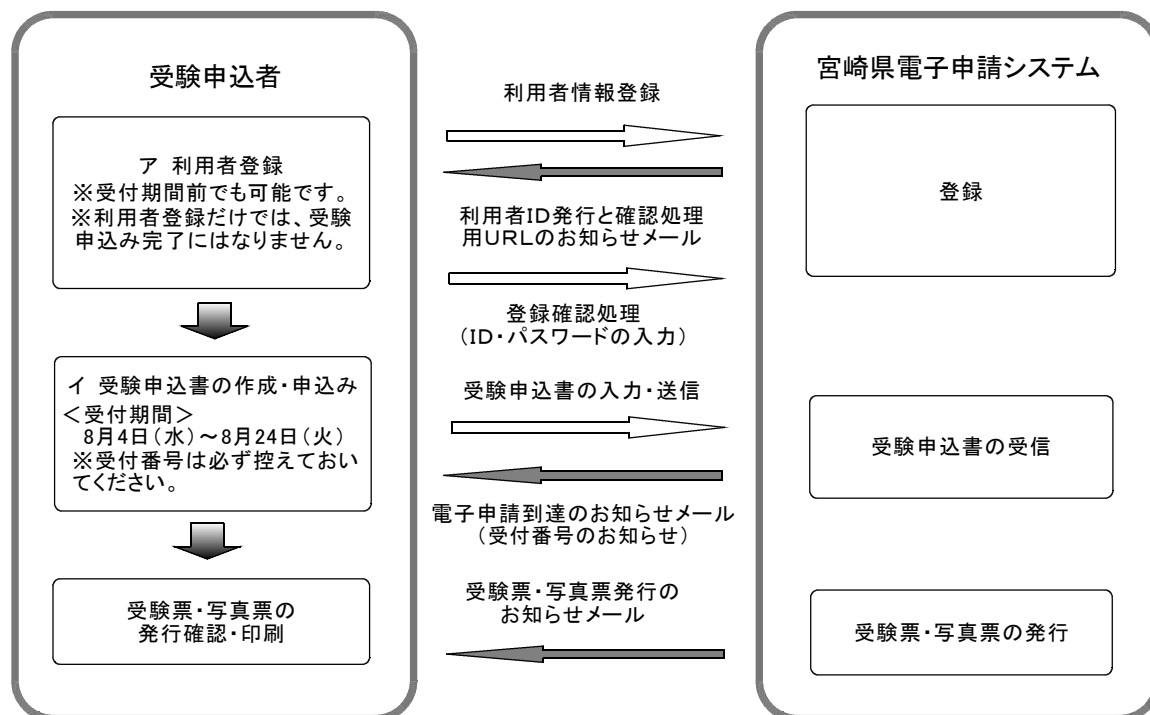 受験申込者
ア 利用者登録
※受付期間前でも可能です。
※利用者登録だけでは、受験
申込み完了にはなりません。
イ 受験申込書の作成・申込み
＜受付期間＞
8月4日（水）～8月24日（火）
※受付番号は必ず控えておい
てください。
受験票・写真票の
発行確認・印刷
利用者情報登録
利用者ID発行と確認処理
用URLのお知らせメール
登録確認処理
（ID・パスワードの入力）
受験申込書の入力・送信
電子申請到達のお知らせメール
（受付番号のお知らせ）
受験票・写真票発行の
お知らせメール
宮崎県電子申請システム
登録
受験申込書の受信
受験票・写真票の発行